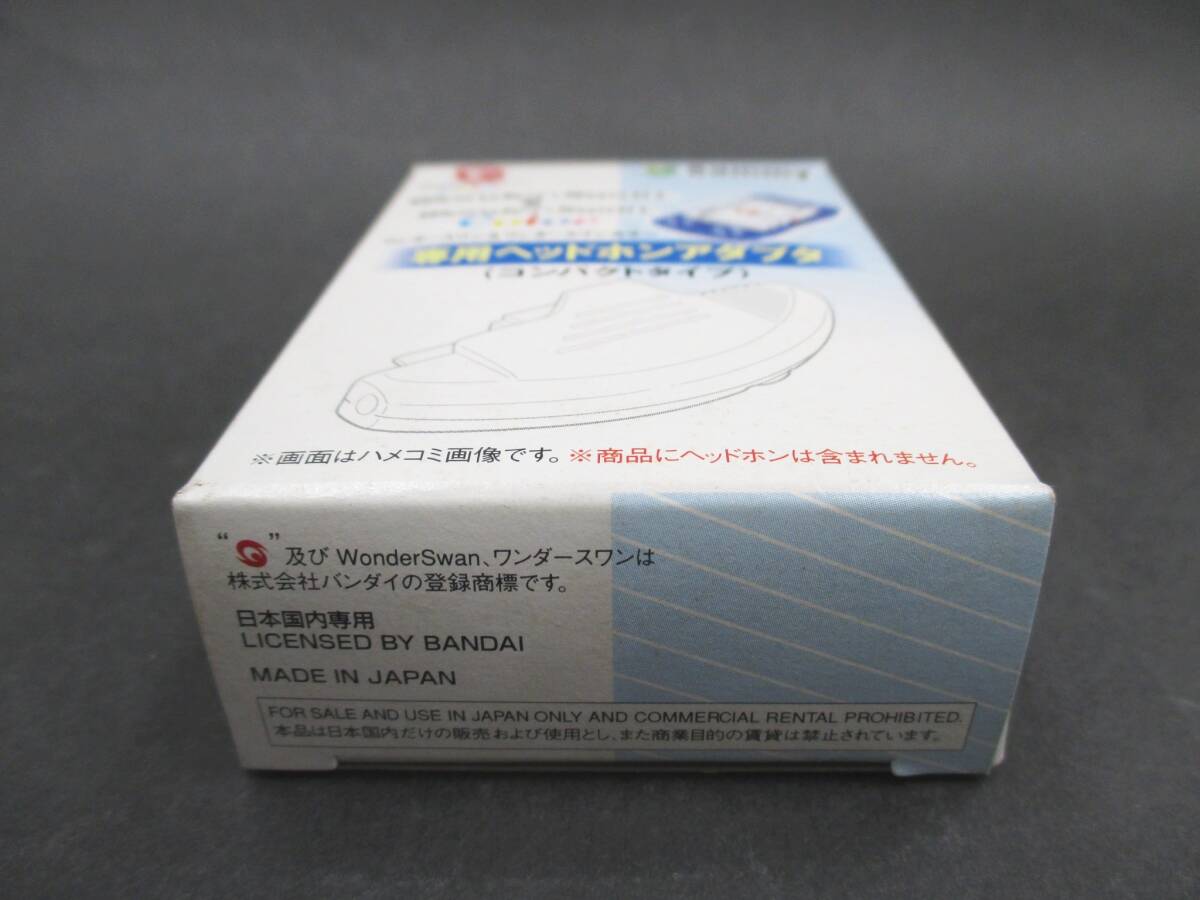 専用ヘッドホンアダプタ
(コンパクトタイプ)
※画面はハメコミ画像です。※商品にヘッドホンは含まれません。
“ ” 及び WonderSwan、ワンダースワンは
株式会社バンダイの登録商標です。
日本国内専用
LICENSED BY BANDAI
MADE IN JAPAN
FOR SALE AND USE IN JAPAN ONLY AND COMMERCIAL RENTAL PROHIBITED.
本品は日本国内だけの販売および使用とし、また商業目的の賃貸は禁止されています。